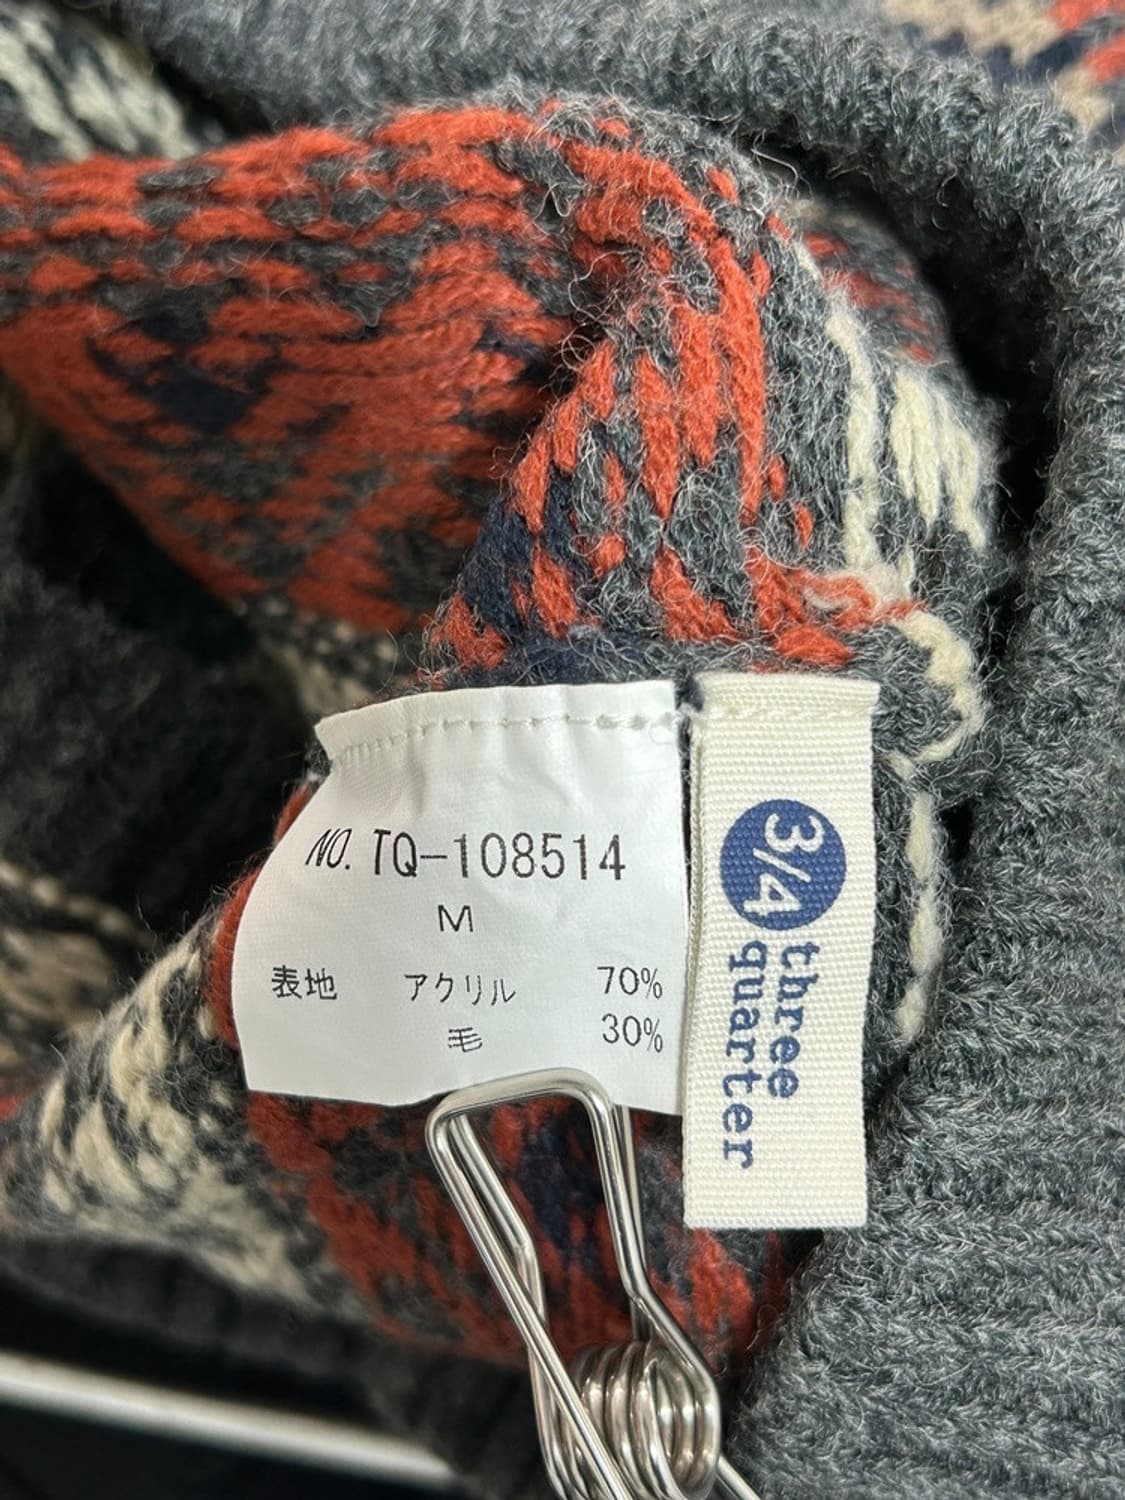 NO. TQ-108514
M
表地 アクリル 70%
毛 30%
3/4
three
quarter